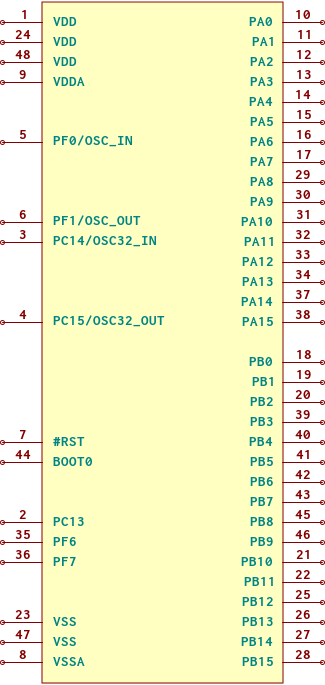 1 VDD PA0 10
24 VDD PA1 11
48 VDD PA2 12
9 VDDA PA3 13
PA4 14
PA5 15
5 PF0/OSC_IN PA6 16
PA7 17
PA8 29
PA9 30
6 PF1/OSC_OUT PA10 31
3 PC14/OSC32_IN PA11 32
PA12 33
PA13 34
PA14 37
4 PC15/OSC32_OUT PA15 38
PB0 18
PB1 19
PB2 20
PB3 39
7 #RST PB4 40
44 BOOT0 PB5 41
PB6 42
PB7 43
2 PC13 PB8 45
35 PF6 PB9 46
36 PF7 PB10 21
PB11 22
PB12 25
23 VSS PB13 26
47 VSS PB14 27
8 VSSA PB15 28